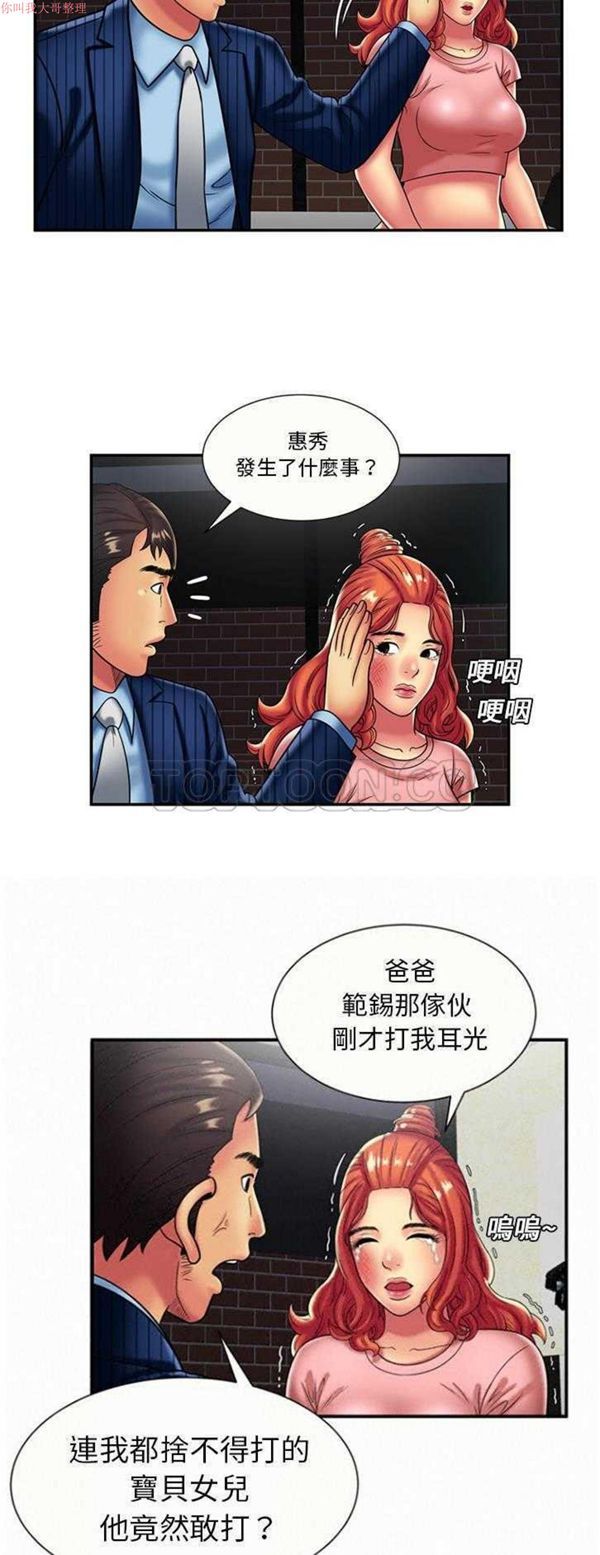 你叫我大哥整理
惠秀
發生了什麼事？
哽咽
哽咽
TOPTOON.CO
爸爸
範錫那傢伙
剛才打我耳光
嗚嗚~
連我都捨不得打的
寶貝女兒
他竟然敢打？